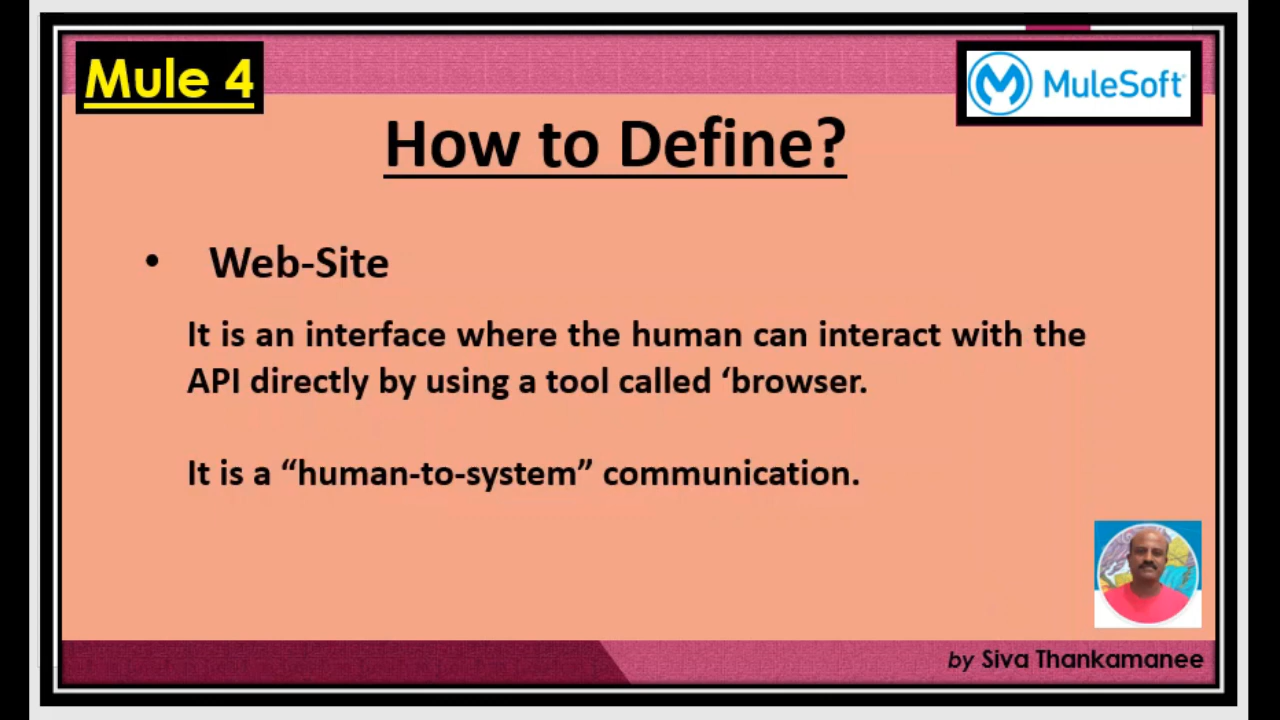 Mule 4
MuleSoft
How to Define?
• Web-Site
It is an interface where the human can interact with the
API directly by using a tool called ‘browser.
It is a “human-to-system” communication.
by Siva Thankamanee